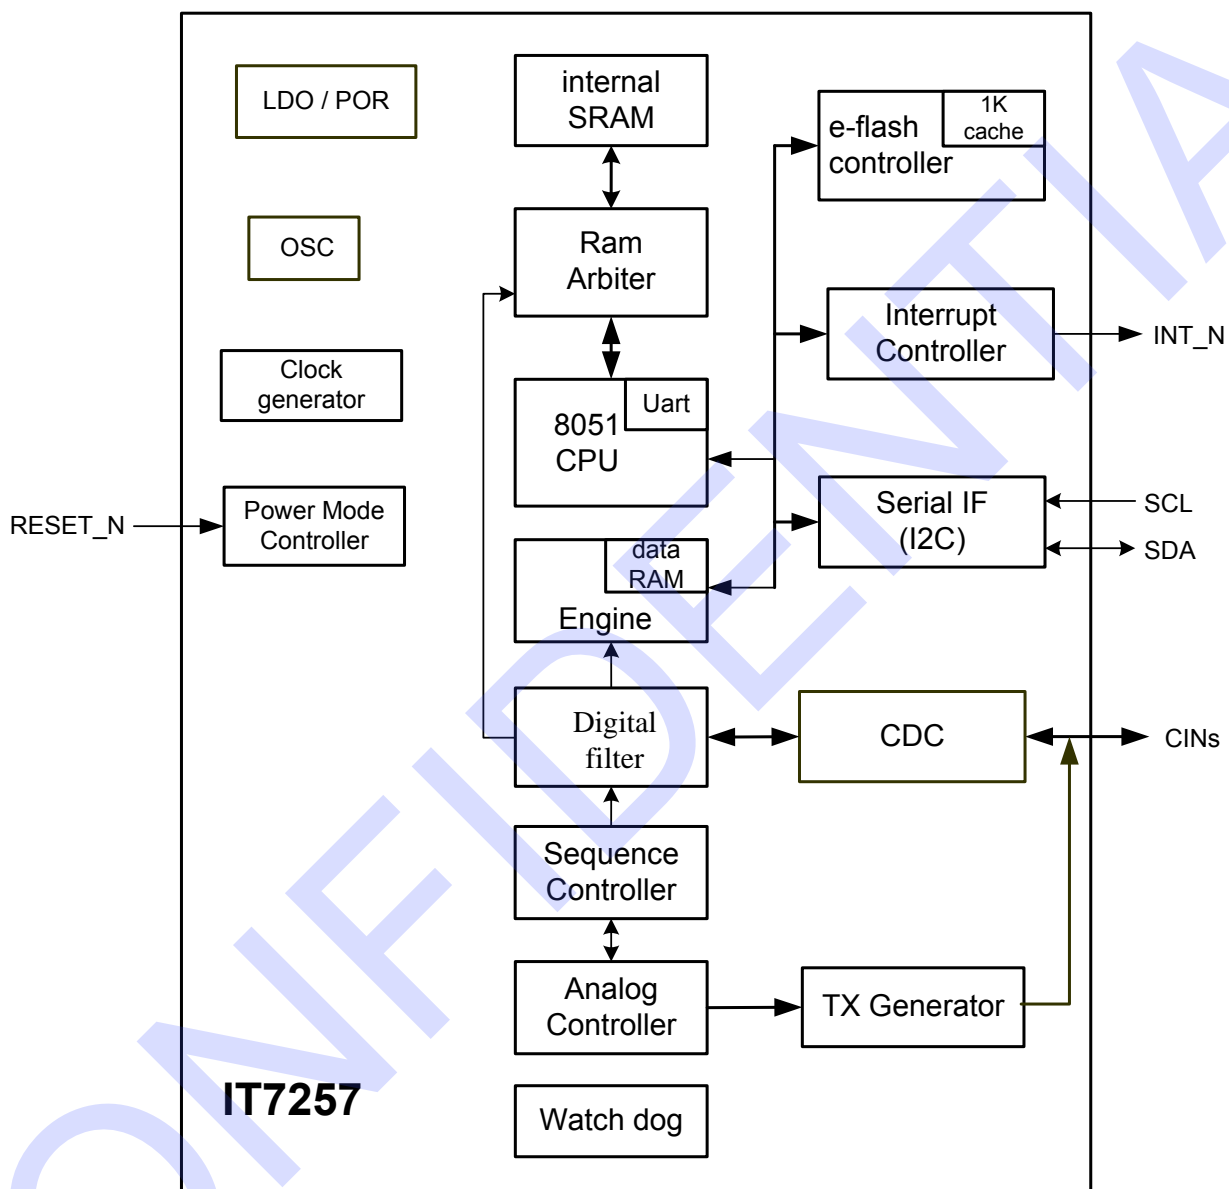 LDO / POR
internal
SRAM
e-flash
controller
1K
cache
OSC
Ram
Arbiter
Interrupt
Controller
INT_N
Clock
generator
Uart
8051
CPU
RESET_N
Power Mode
Controller
Serial IF
(I2C)
SCL
SDA
data
RAM
Engine
Digital
filter
CDC
CINs
Sequence
Controller
Analog
Controller
TX Generator
IT7257
Watch dog
ONFIDENTIA